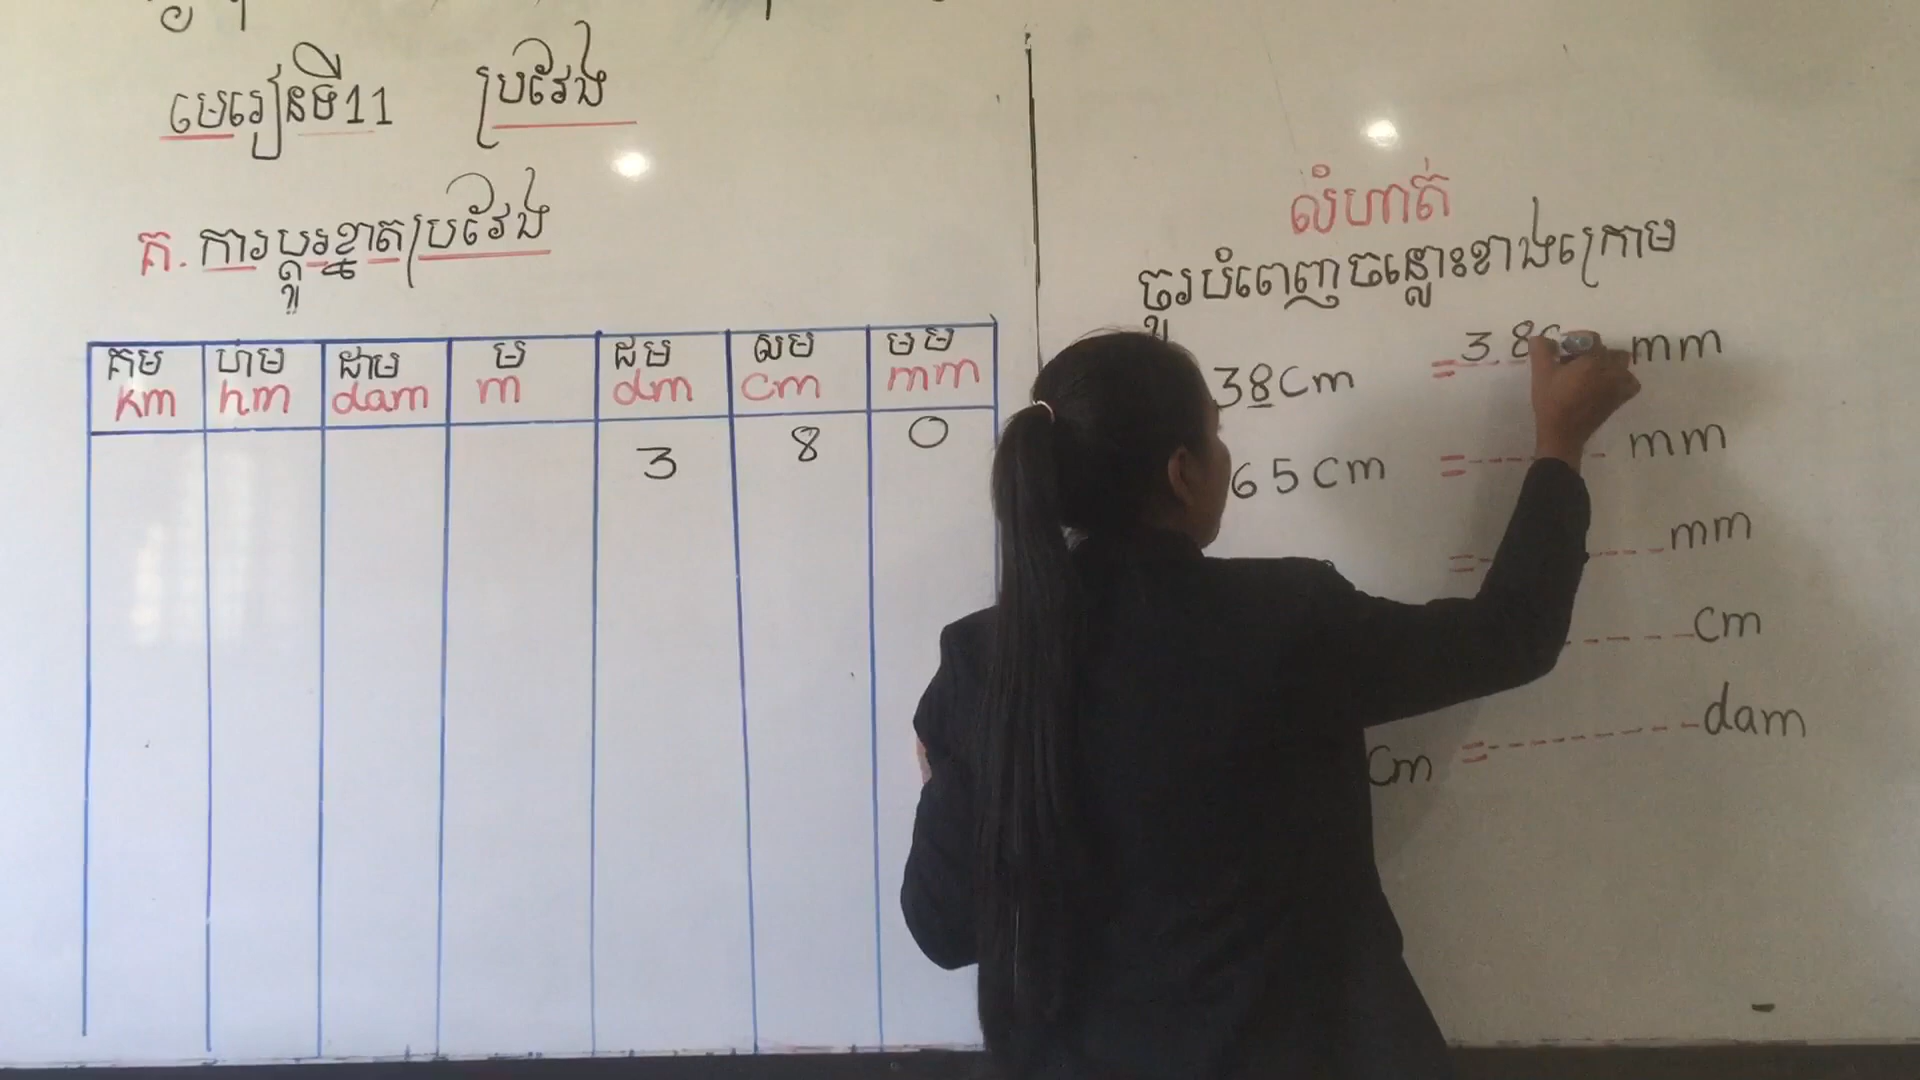 មេរៀនទី11 ប្រវែង
គ. ការប្តូរខ្នាតប្រវែង
គម ហម ដាម ម ដម សម មម
km hm dam m dm cm mm
3 8 0
លំហាត់
ចូរបំពេញចន្លោះខាងក្រោម
38cm = 38 mm
65cm = mm
= mm
cm
cm = dam